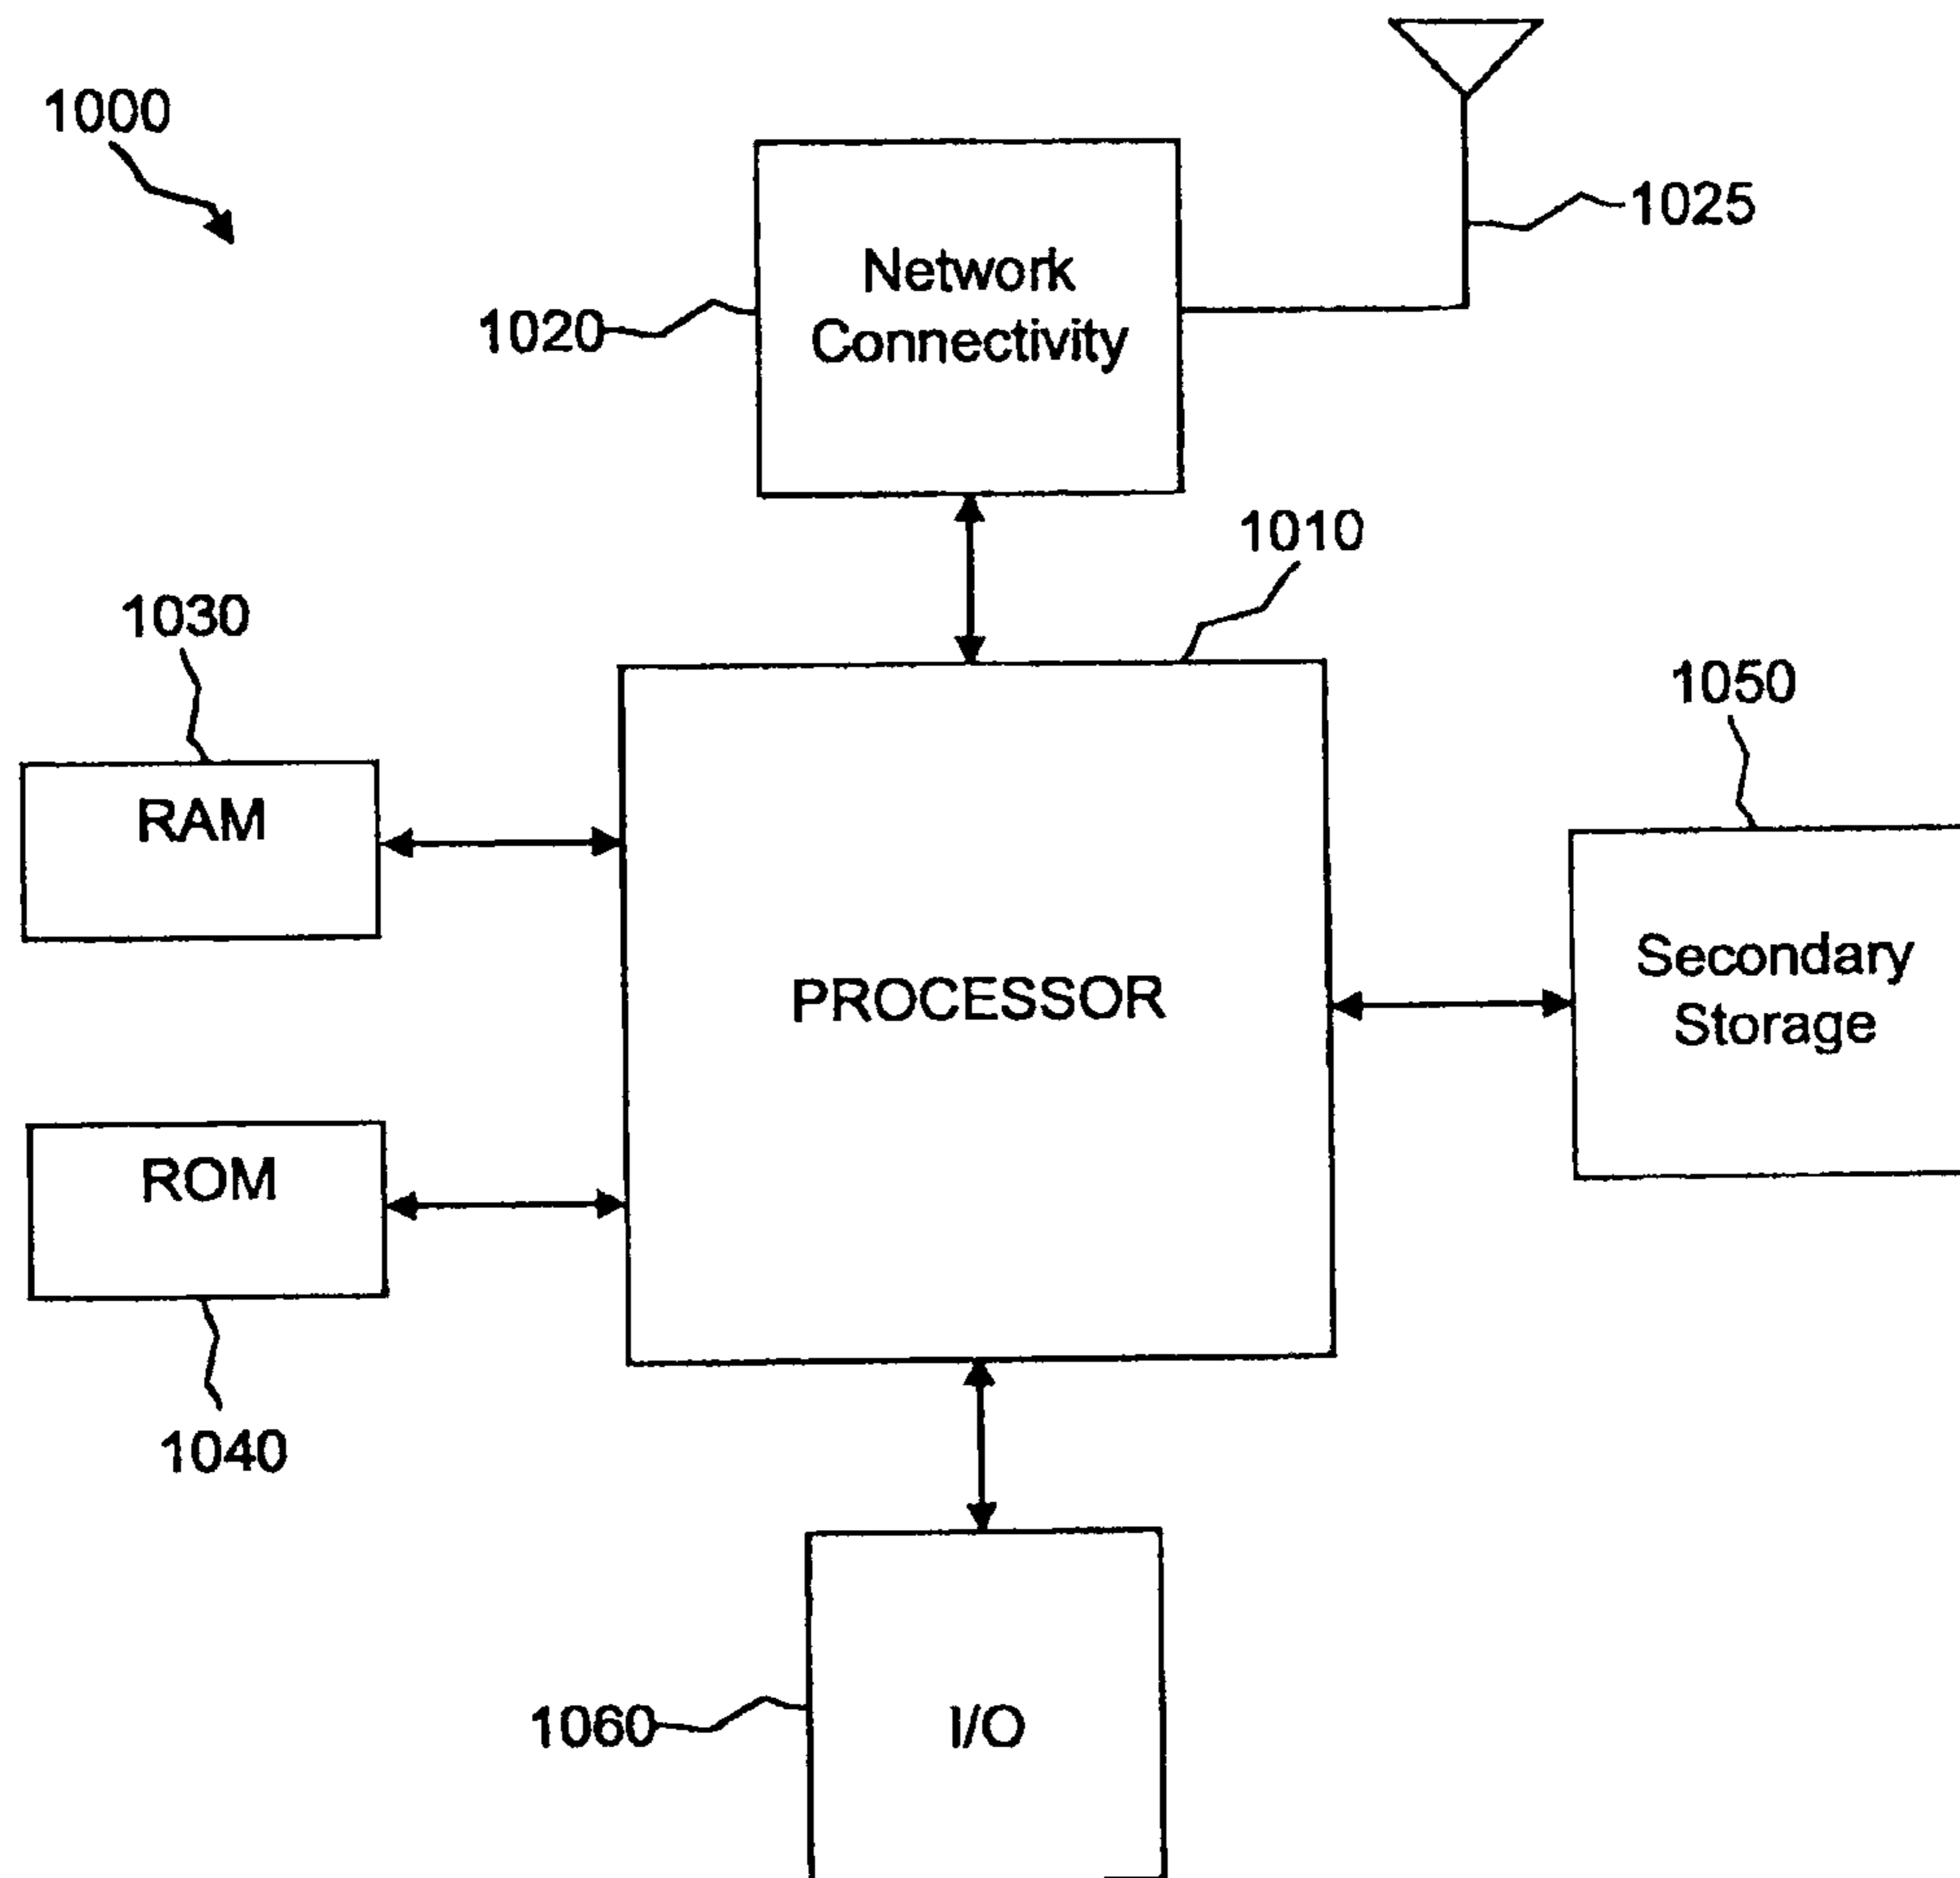 1000
1025
Network
Connectivity
1020
1010
1030
1050
RAM
PROCESSOR
Secondary
Storage
ROM
1040
1060
I/O